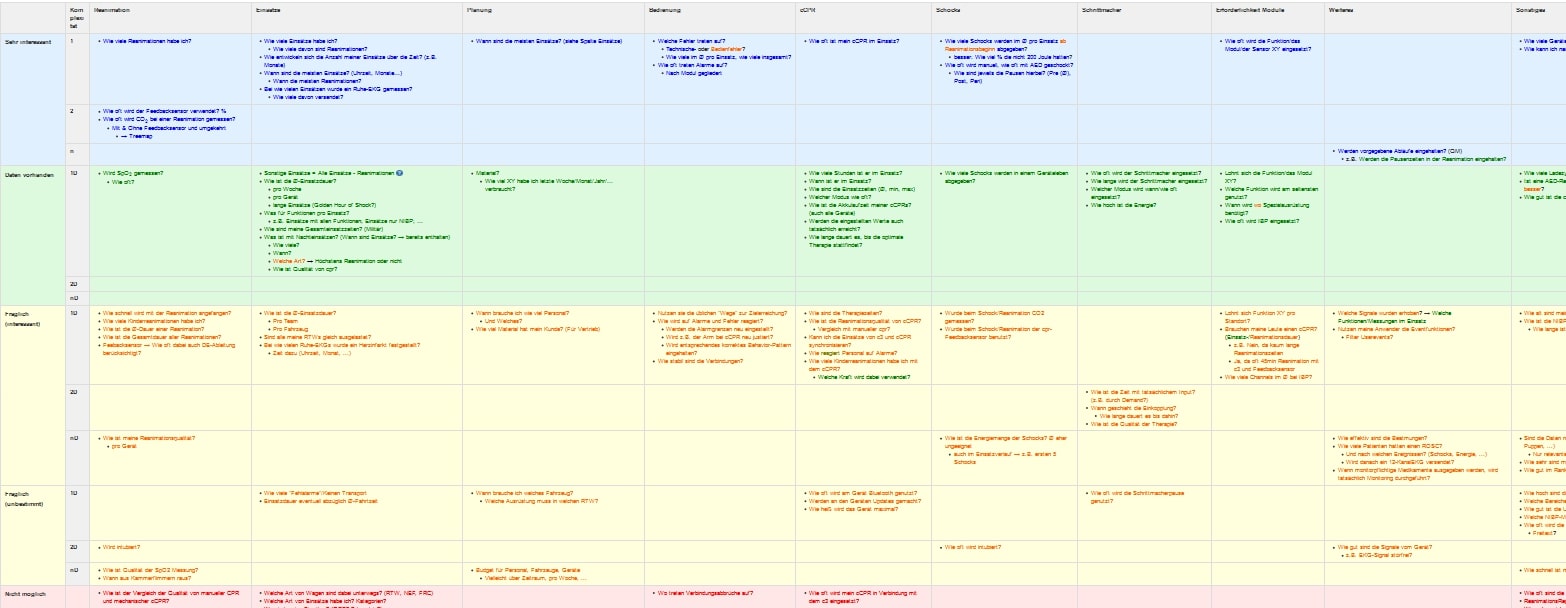 Kom
plexi
tät
Reanimation
Einsätze
Planung
Bedienung
cCPR
Schocks
Schrittmacher
Erforderlichkeit Module
Weiteres
Sonstiges
Sehr interessant
1
Wie viele Reanimationen habe ich?
Wie viele Einsätze habe ich?
Wie viele davon sind Reanimationen?
Wie entwickeln sich die Anzahl meiner Einsätze über die Zeit? (z.B.
Monate)
Wann sind die meisten Einsätze? (Uhrzeit, Monate...)
Wann die meisten Reanimationen?
Bei wie vielen Einsätzen wurde ein Ruhe-EKG gemessen?
Wie viele davon versendet?
Wann sind die meisten Einsätze? (siehe Spalte Einsätze)
Welche Fehler treten auf?
Technische- oder Bedienfehler?
Wie viele im Ø pro Einsatz, wie viele insgesamt?
Wie oft treten Alarme auf?
Nach Modul gegliedert
Wie oft ist mein cCPR im Einsatz?
Wie viele Schocks werden im Ø pro Einsatz ab
Reanimationsbeginn abgegeben?
besser: Wie viel % die nicht 200 Joule hatten?
Wie oft wird manuell, wie oft mit AED geschockt?
Wie sind jeweils die Pausen hierbei? (Pre (Ø),
Post, Peri)
Wie oft wird die Funktion/das
Modul/der Sensor XY eingesetzt?
Wie viele Gerä
Wie kann ich na
2
Wie oft wird der Feedbacksensor verwendet? %
Wie oft wird CO2 bei einer Reanimation gemessen?
Mit & Ohne Feedbacksensor und umgekehrt
→ Treemap
n
Werden vorgegebene Abläufe eingehalten? (QM)
z.B. Werden die Pausenzeiten in der Reanimation eingehalten?
Daten vorhanden
1D
Wird SpO2 gemessen?
Wie oft?
Sonstige Einsätze = Alle Einsätze - Reanimationen
Wie ist die Ø-Einsatzdauer?
pro Woche
pro Gerät
lange Einsätze (Golden Hour of Shock?)
Was für Funktionen pro Einsatz?
z.B. Einsätze mit allen Funktionen, Einsätze nur NIBP, ...
Wie sind meine Gesamteinsatzzeiten? (Militär)
Was ist mit Nachteinsätzen? (Wann sind Einsätze? → bereits enthalten)
Wie viele?
Wann?
Welche Art? → Höchstens Reanimation oder nicht
Wie ist Qualität von cpr?
Material?
Wie viel XY habe ich letzte Woche/Monat/Jahr/...
verbraucht?
Wie viele Stunden ist er im Einsatz?
Wann ist er im Einsatz?
Wie sind die Einsatzzeiten (Ø, min, max)
Welcher Modus wie oft?
Wie ist die Akkulaufzeit meiner cCPRs?
(auch alle Geräte)
Werden die eingestellten Werte auch
tatsächlich erreicht?
Wie lange dauert es, bis die optimale
Therapie stattfindet?
Wie viele Schocks werden in einem Geräteleben
abgegeben?
Wie oft wird der Schrittmacher eingesetzt?
Wie lange wird der Schrittmacher eingesetzt?
Welcher Modus wird wann/wie oft
eingesetzt?
Wie hoch ist die Energie?
Lohnt sich die Funktion/das Modul
XY?
Welche Funktion wird am seltensten
genutzt?
Wann wird wo Spezialausrüstung
benötigt?
Wie oft wird IBP eingesetzt?
Wie viele Ladezy
Ist eine AED-Re
besser?
Wie gut ist die c
2D
nD
Fraglich
(interessant)
1D
Wie schnell wird mit der Reanimation angefangen?
Wie viele Kinderreanimationen habe ich?
Wie ist die Ø-Dauer einer Reanimation?
Wie ist die Gesamtdauer aller Reanimationen?
Feedbacksensor → Wie oft dabei auch DE-Ableitung
berücksichtigt?
Wie ist die Ø-Einsatzdauer?
Pro Team
Pro Fahrzeug
Sind alle meine RTWs gleich ausgelastet?
Bei wie vielen Ruhe-EKGs wurde ein Herzinfarkt festgestellt?
Zeit dazu (Uhrzeit, Monat, ...)
Wann brauche ich wie viel Personal?
Und Welches?
Wie viel Material hat mein Kunde? (Für Vertrieb)
Nutzen sie die üblichen "Wege" zur Zielerreichung?
Wie wird auf Alarme und Fehler reagiert?
Werden die Alarmgrenzen neu eingestellt?
Wird z.B. der Arm bei cCPR neu justiert?
Wird entsprechendes korrektes Behavior-Pattern
eingehalten?
Wie stabil sind die Verbindungen?
Wie sind die Therapiezeiten?
Wie ist die Reanimationsqualität von cCPR?
Vergleich mit manueller cpr?
Kann ich die Einsätze von c3 und cCPR
synchronisieren?
Wie reagiert Personal auf Alarme?
Wie viele Kinderreanimationen habe ich mit
dem cCPR?
Welche Kraft wird dabei verwendet?
Wurde beim Schock Reanimation CO2
gemessen?
Wurde beim Schock Reanimation der cpr-
Feedbacksensor benutzt?
Lohnt sich Funktion XY pro
Standort?
Brauchen meine Leute einen cCPR?
(Einsatz-/Reanimationsdauer)
z.B. Nein, da kaum lange
Reanimationszeiten
Ja, da oft 45min Reanimation mit
c3 und Feedbacksensor
Wie viele Channels im Ø bei IBP?
Welche Signale wurden erhoben? → Welche
Funktionen/Messungen im Einsatz
Nutzen meine Anwender die Eventfunktionen?
Filter Userevents?
Wie alt sind mei
Wie ist die NIB
Wie lange ist
2D
Wie ist die Zeit mit tatsächlichem Input?
(z.B. durch Demand?)
Wann geschieht die Einkopplung?
Wie lange dauert es bis dahin?
Wie ist die Qualität der Therapie?
nD
Wie ist meine Reanimationsqualität?
pro Gerät
Wie ist die Energiemenge der Schocks? Ø eher
ungeeignet
auch im Einsatzverlauf → z.B. ersten 5
Schocks
Wie effektiv sind die Beatmungen?
Wie viele Patienten hatten einen ROSC?
Und nach welchen Ereignissen? (Schocks, Energie, ...)
Wird danach ein 12-KanalEKG versendet?
Wann monitorpflichtige Medikamente ausgegeben werden, wird
tatsächlich Monitoring durchgeführt?
Sind die Daten n
Puppen, ...)
Nur relevante
Wie sehr sind m
Wie gut im Rank
Fraglich
(unbestimmt)
1D
Wie viele "Fehlalarme"/Keinen Transport
Einsatzdauer eventuell abzüglich Ø-Fahrtzeit
Wann brauche ich welches Fahrzeug?
Welche Ausrüstung muss in welchen RTW?
Wie oft wird am Gerät Bluetooth genutzt?
Werden an den Geräten Updates gemacht?
Wie heiß wird das Gerät maximal?
Wie oft wird die Schrittmacherpause
genutzt?
Wie hoch sind d
Welche Bereiche
Wie gut ist die U
Welche NIBP-M
Wie oft wird die
Freitext?
2D
Wird intubiert?
Wie oft wird intubiert?
Wie gut sind die Signale vom Gerät?
z.B. EKG-Signal störfrei?
nD
Wie ist Qualität der SpO2 Messung?
Wann aus Kammerflimmern raus?
Budget für Personal, Fahrzeuge, Geräte
Vielleicht über Zeitraum, pro Woche, ...
Wie schnell ist m
Nicht möglich
Wie ist der Vergleich der Qualität von manueller CPR
und mechanischer cCPR?
Welche Art von Wagen sind dabei unterwegs? (RTW, NEF, FRC)
Welche Art von Einsätze habe ich? Kategorien?
Wo treten Verbindungsabbrüche auf?
Wie oft wird mein cCPR in Verbindung mit
dem c3 eingesetzt?
Wie oft sind die
ReanimationsReg